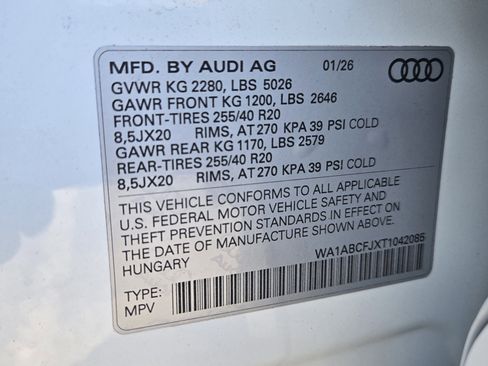 MFD. BY AUDI AG 01/26
GVWR KG 2280, LBS 5026
GAWR FRONT KG 1200, LBS 2646
FRONT-TIRES 255/40 R20
8,5JX20 RIMS, AT 270 KPA 39 PSI COLD
GAWR REAR KG 1170, LBS 2579
REAR-TIRES 255/40 R20
8,5JX20 RIMS, AT 270 KPA 39 PSI COLD
THIS VEHICLE CONFORMS TO ALL APPLICABLE
U.S. FEDERAL MOTOR VEHICLE SAFETY AND
THEFT PREVENTION STANDARDS IN EFFECT ON
THE DATE OF MANUFACTURE SHOWN ABOVE.
HUNGARY WA1ABCFJXT1042085
TYPE:
MPV